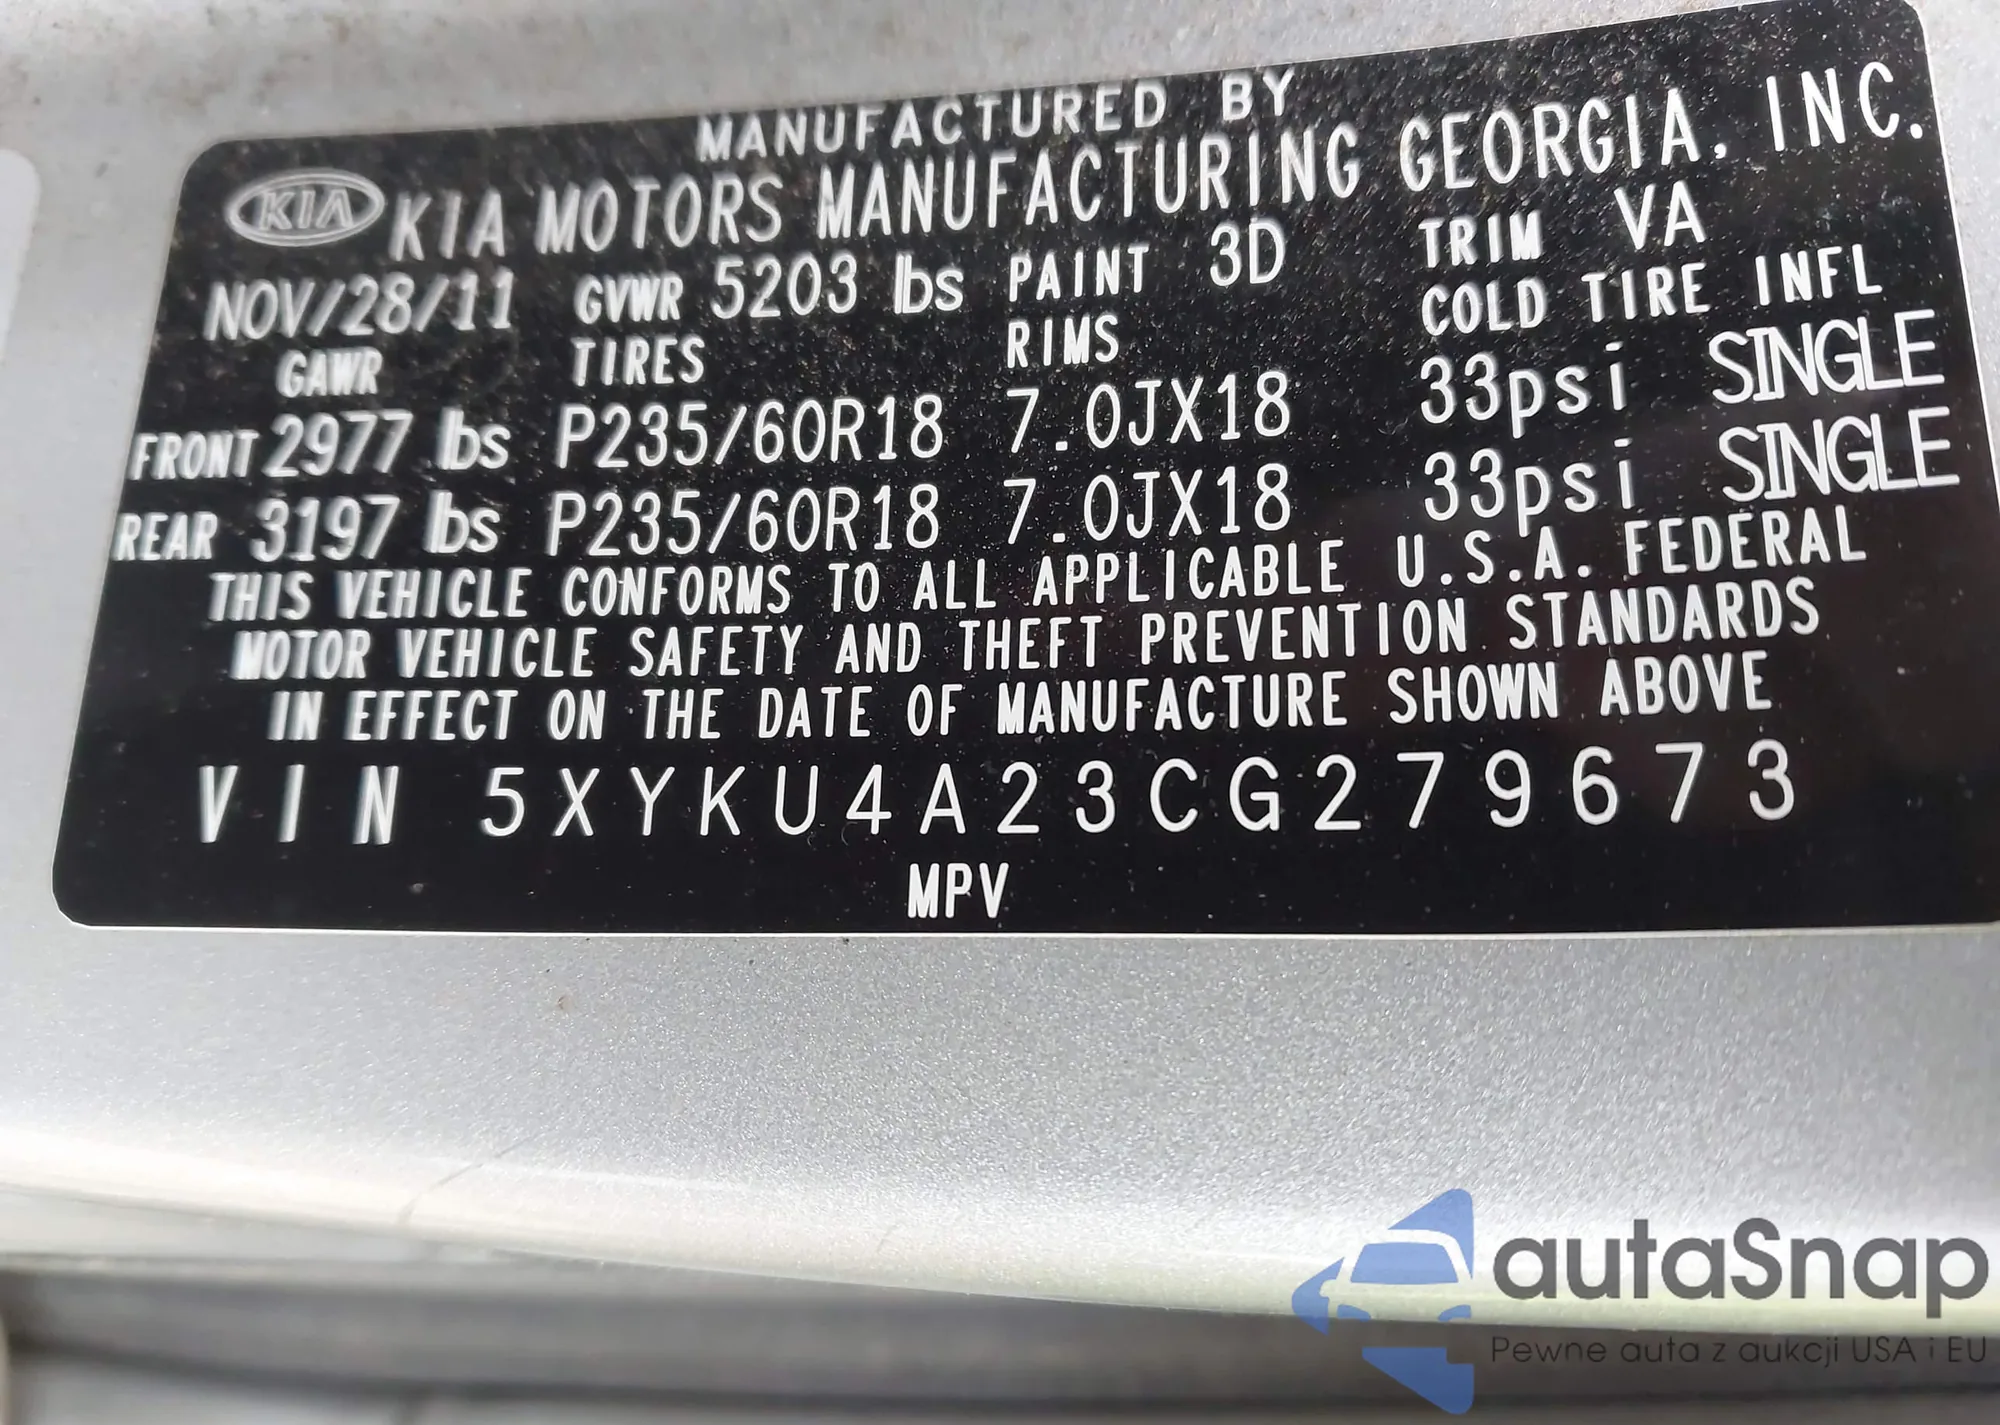 MANUFACTURED BY
KIA KIA MOTORS MANUFACTURING GEORGIA, INC.
NOV/28/11 GVWR 5203 lbs PAINT 3D TRIM VA
GAWR TIRES RIMS COLD TIRE INFL
FRONT 2977 lbs P235/60R18 7.0JX18 33psi SINGLE
REAR 3197 lbs P235/60R18 7.0JX18 33psi SINGLE
THIS VEHICLE CONFORMS TO ALL APPLICABLE U.S.A. FEDERAL
MOTOR VEHICLE SAFETY AND THEFT PREVENTION STANDARDS
IN EFFECT ON THE DATE OF MANUFACTURE SHOWN ABOVE
VIN 5XYKU4A23CG279673
MPV
autaSnap
Pewne auta z aukcji USA i EU